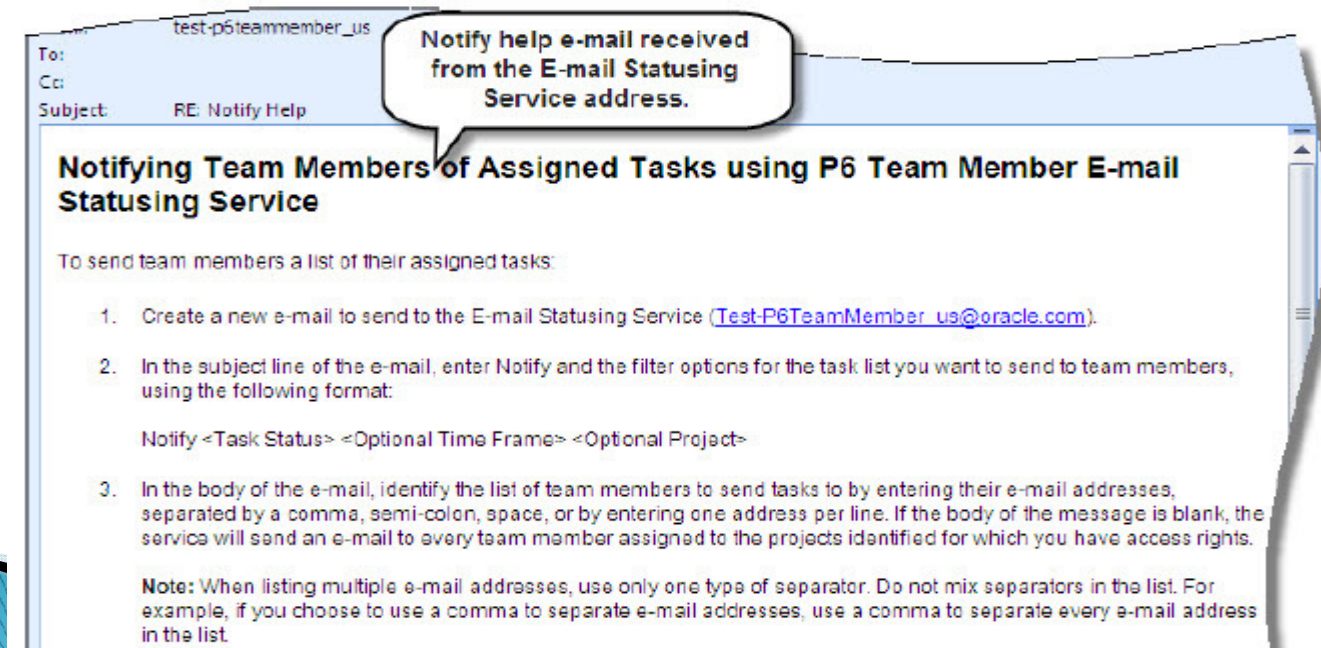 test-p6teammember_us
To:
Cc:
Subject: RE: Notify Help
Notify help e-mail received
from the E-mail Statusing
Service address.
Notifying Team Members of Assigned Tasks using P6 Team Member E-mail
Statusing Service
To send team members a list of their assigned tasks:
1. Create a new e-mail to send to the E-mail Statusing Service (Test-P6TeamMember_us@oracle.com).
2. In the subject line of the e-mail, enter Notify and the filter options for the task list you want to send to team members,
using the following format:
Notify <Task Status> <Optional Time Frame> <Optional Project>
3. In the body of the e-mail, identify the list of team members to send tasks to by entering their e-mail addresses,
separated by a comma, semi-colon, space, or by entering one address per line. If the body of the message is blank, the
service will send an e-mail to every team member assigned to the projects identified for which you have access rights.
Note: When listing multiple e-mail addresses, use only one type of separator. Do not mix separators in the list. For
example, if you choose to use a comma to separate e-mail addresses, use a comma to separate every e-mail address
in the list.